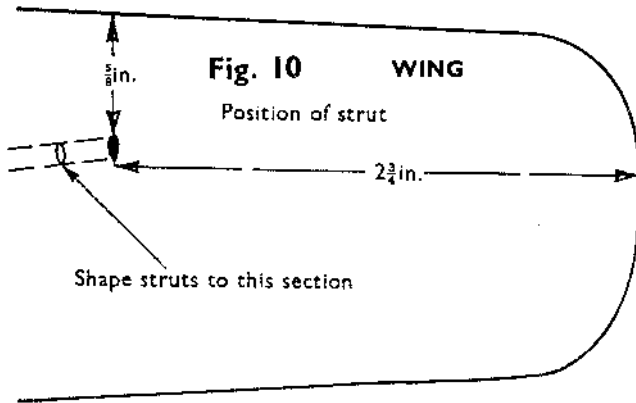 Fig. 10 WING
⅝in.
Position of strut
2¾in.
Shape struts to this section